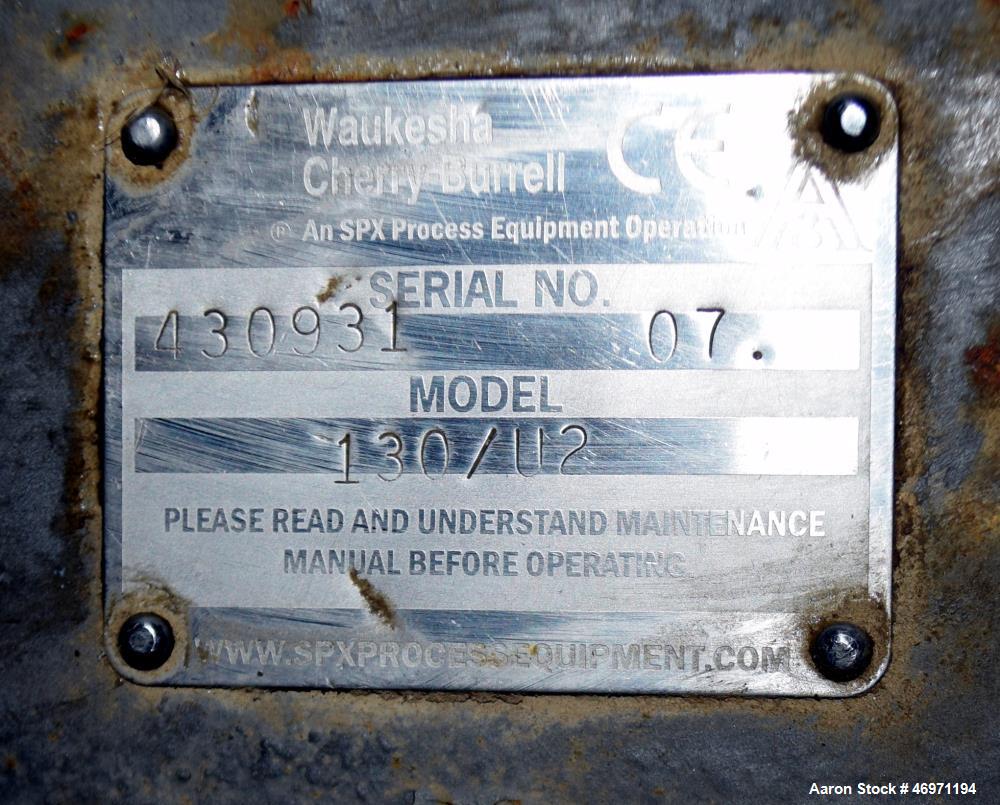 Waukesha
Cherry-Burrell
CE
® An SPX Process Equipment Operation
SERIAL NO.
430931 07.
MODEL
130/U2
PLEASE READ AND UNDERSTAND MAINTENANCE
MANUAL BEFORE OPERATING
WWW.SPXPROCESSEQUIPMENT.COM
Aaron Stock # 46971194